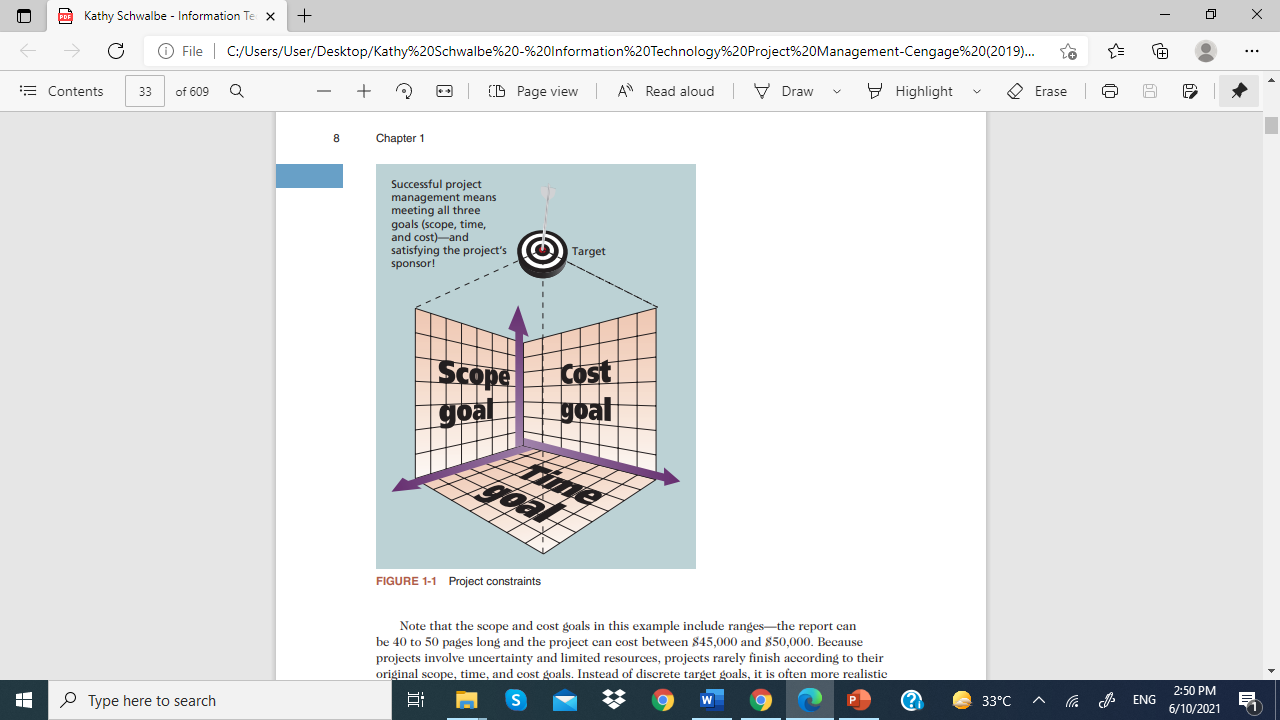 Kathy Schwalbe - Information Te
File
C:/Users/User/Desktop/Kathy%20Schwalbe%20-%20Information%20Technology%20Project%20Management-Cengage%20(2019)...
Contents
33
of 609
Page view
Read aloud
Draw
Highlight
Erase
8 Chapter 1
Successful project
management means
meeting all three
goals (scope, time,
and cost)—and
satisfying the project's
sponsor!
Target
Scope
goal
Cost
goal
Time
goal
FIGURE 1-1 Project constraints
Note that the scope and cost goals in this example include ranges—the report can
be 40 to 50 pages long and the project can cost between $45,000 and $50,000. Because
projects involve uncertainty and limited resources, projects rarely finish according to their
original scope, time, and cost goals. Instead of discrete target goals, it is often more realistic
Type here to search
33°C
ENG
2:50 PM
6/10/2021
1